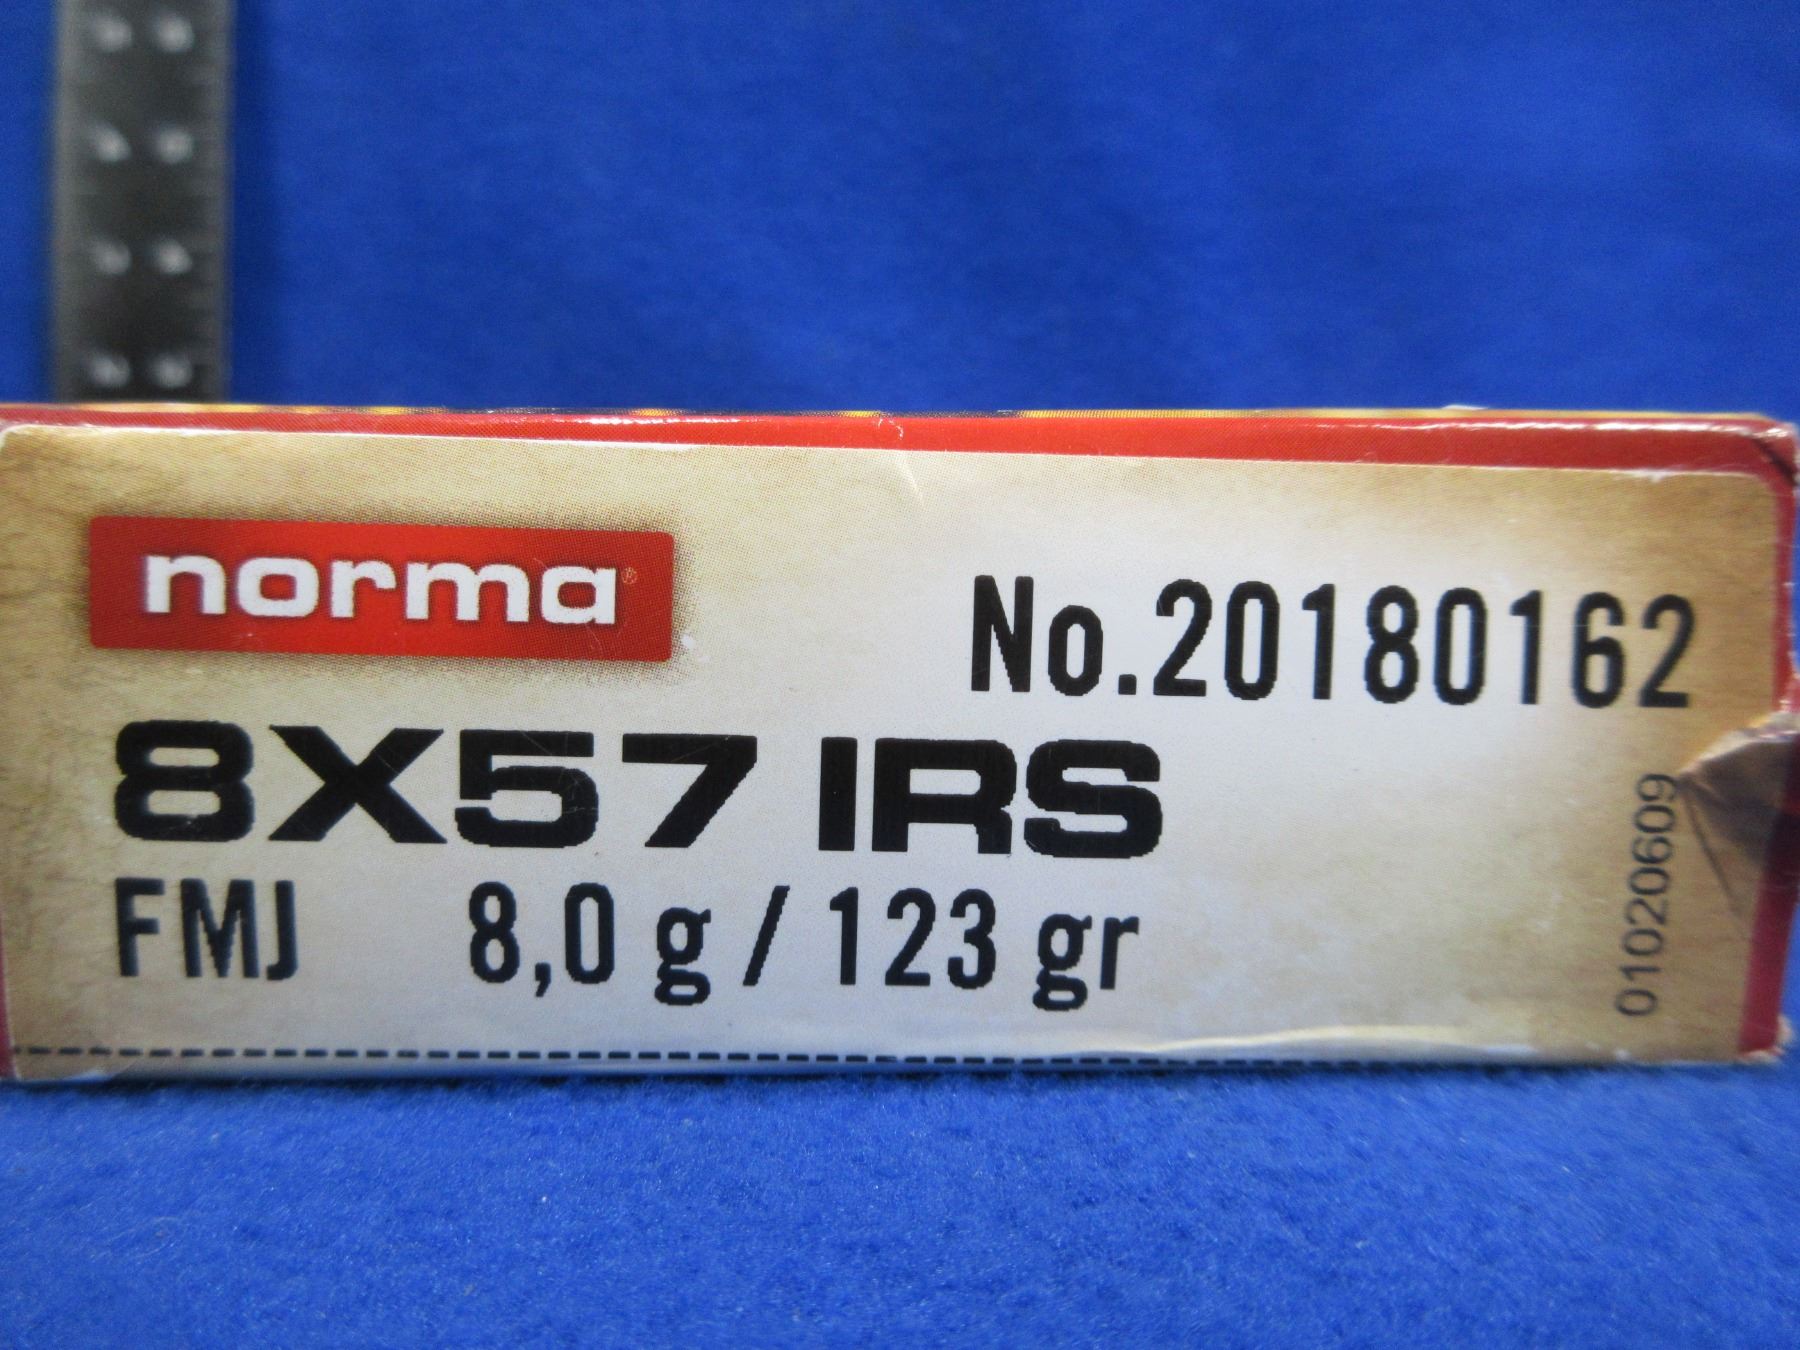 norma®
No.20180162
8X57 IRS
FMJ 8,0 g / 123 gr
01020609